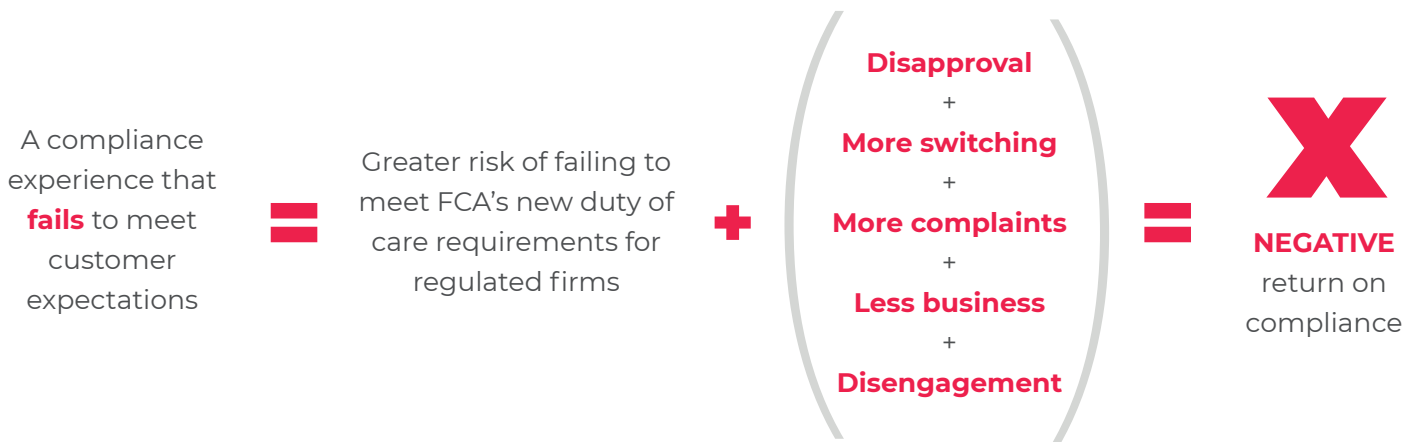 A compliance
experience that
fails to meet
customer
expectations
=
Greater risk of failing to
meet FCA’s new duty of
care requirements for
regulated firms
+
(
Disapproval
+
More switching
+
More complaints
+
Less business
+
Disengagement
)
=
X
NEGATIVE
return on
compliance